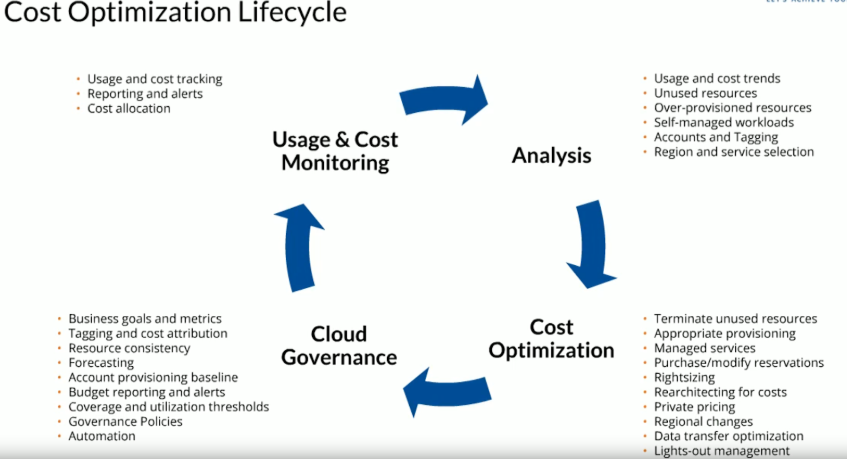 Cost Optimization Lifecycle
Usage and cost tracking
Reporting and alerts
Cost allocation
Usage & Cost
Monitoring
Analysis
Usage and cost trends
Unused resources
Over-provisioned resources
Self-managed workloads
Accounts and Tagging
Region and service selection
Business goals and metrics
Tagging and cost attribution
Resource consistency
Forecasting
Account provisioning baseline
Budget reporting and alerts
Coverage and utilization thresholds
Governance Policies
Automation
Cloud
Governance
Cost
Optimization
Terminate unused resources
Appropriate provisioning
Managed services
Purchase/modify reservations
Rightsizing
Rearchitecting for costs
Private pricing
Regional changes
Data transfer optimization
Lights-out management